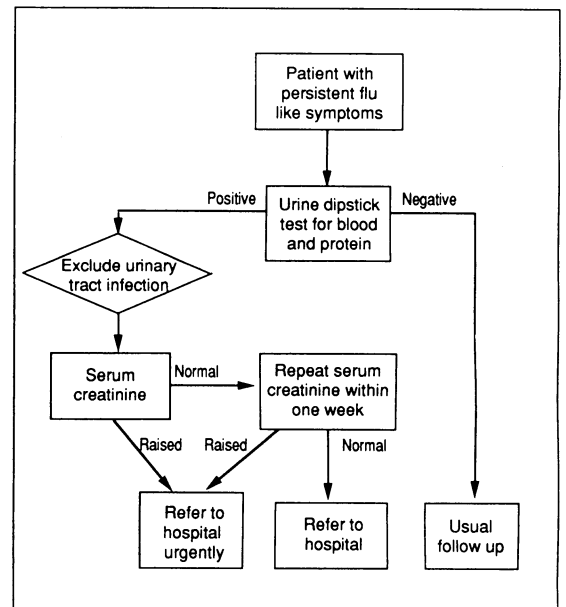 Patient with
persistent flu
like symptoms
Positive
Urine dipstick
test for blood
and protein
Negative
Exclude urinary
tract infection
Serum
creatinine
Normal
Repeat serum
creatinine within
one week
Raised
Raised
Normal
Refer to
hospital
urgently
Refer to
hospital
Usual
follow up